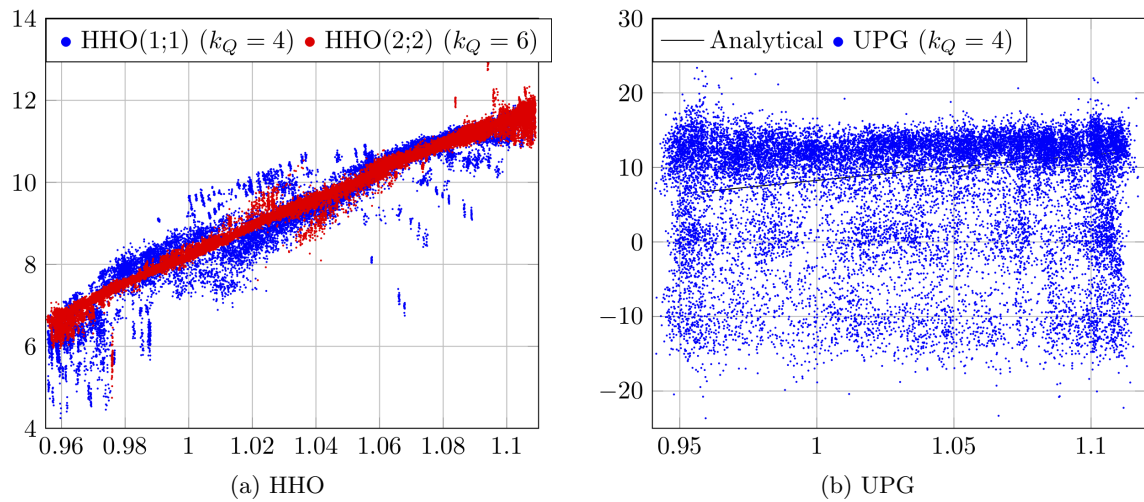 14
12
10
8
6
4
0.96 0.98 1 1.02 1.04 1.06 1.08 1.1
HHO(1;1) (k_Q = 4) HHO(2;2) (k_Q = 6)
(a) HHO
30
20
10
0
−10
−20
0.95 1 1.05 1.1
Analytical UPG (k_Q = 4)
(b) UPG